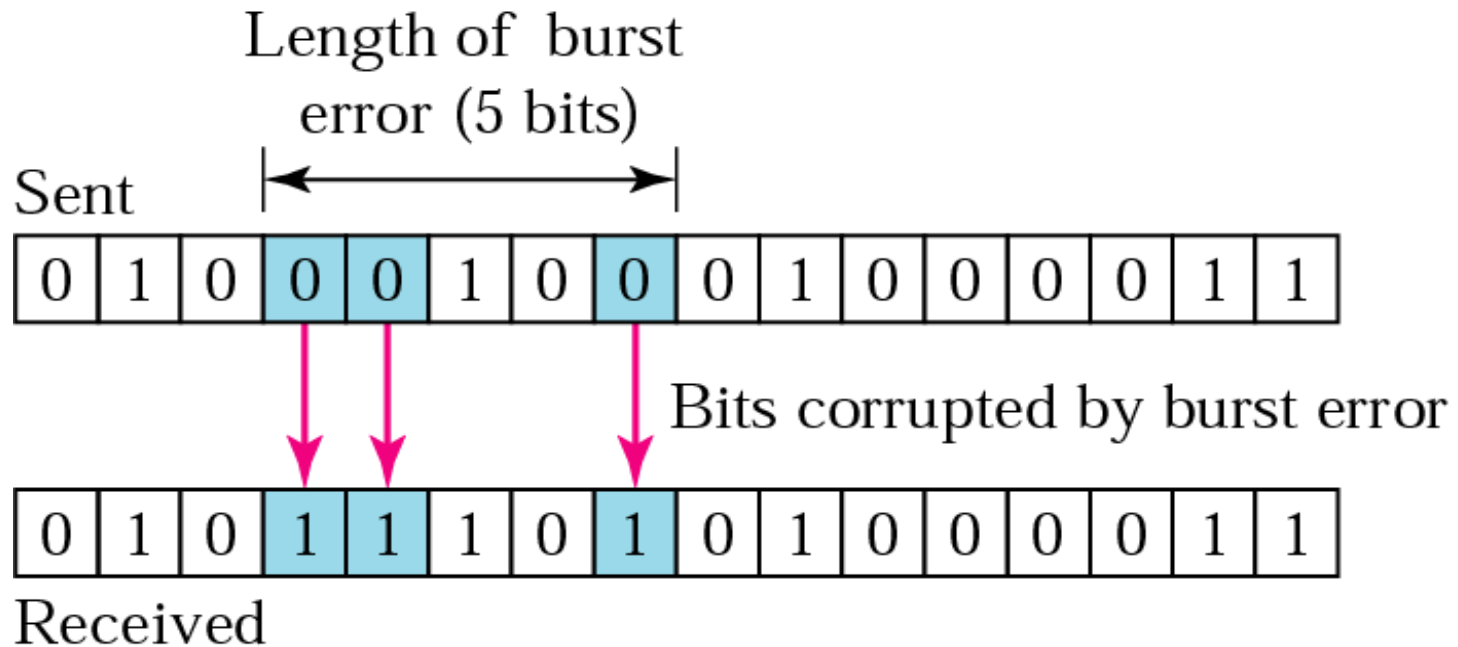 Length of burst
error (5 bits)
Sent
0 1 0 0 0 1 0 0 0 1 0 0 0 0 1 1
Bits corrupted by burst error
0 1 0 1 1 1 0 1 0 1 0 0 0 0 1 1
Received